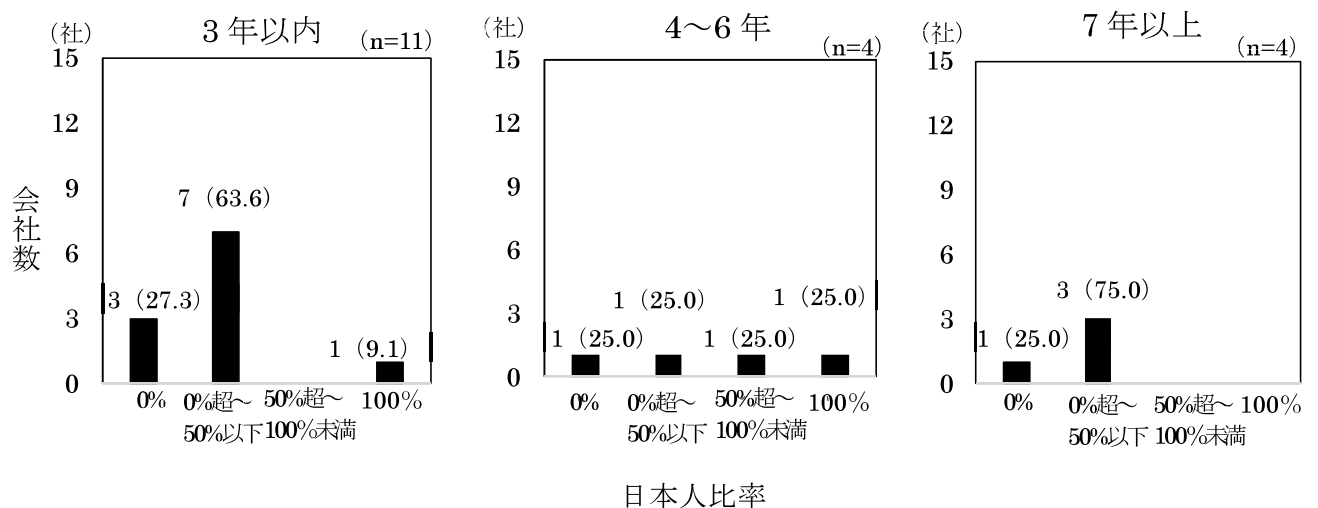 3 年以内
（社）
（n=11）
15
12
9
6
3
0
会社数
3（27.3）
7（63.6）
1（9.1）
0%
0%超～
50%以下
50%超～
100%未満
100%
4～6 年
（社）
（n=4）
15
12
9
6
3
0
1（25.0）
1（25.0）
1（25.0）
1（25.0）
0%
0%超～
50%以下
50%超～
100%未満
100%
7 年以上
（社）
（n=4）
15
12
9
6
3
0
1（25.0）
3（75.0）
0%
0%超～
50%以下
50%超～
100%未満
100%
日本人比率